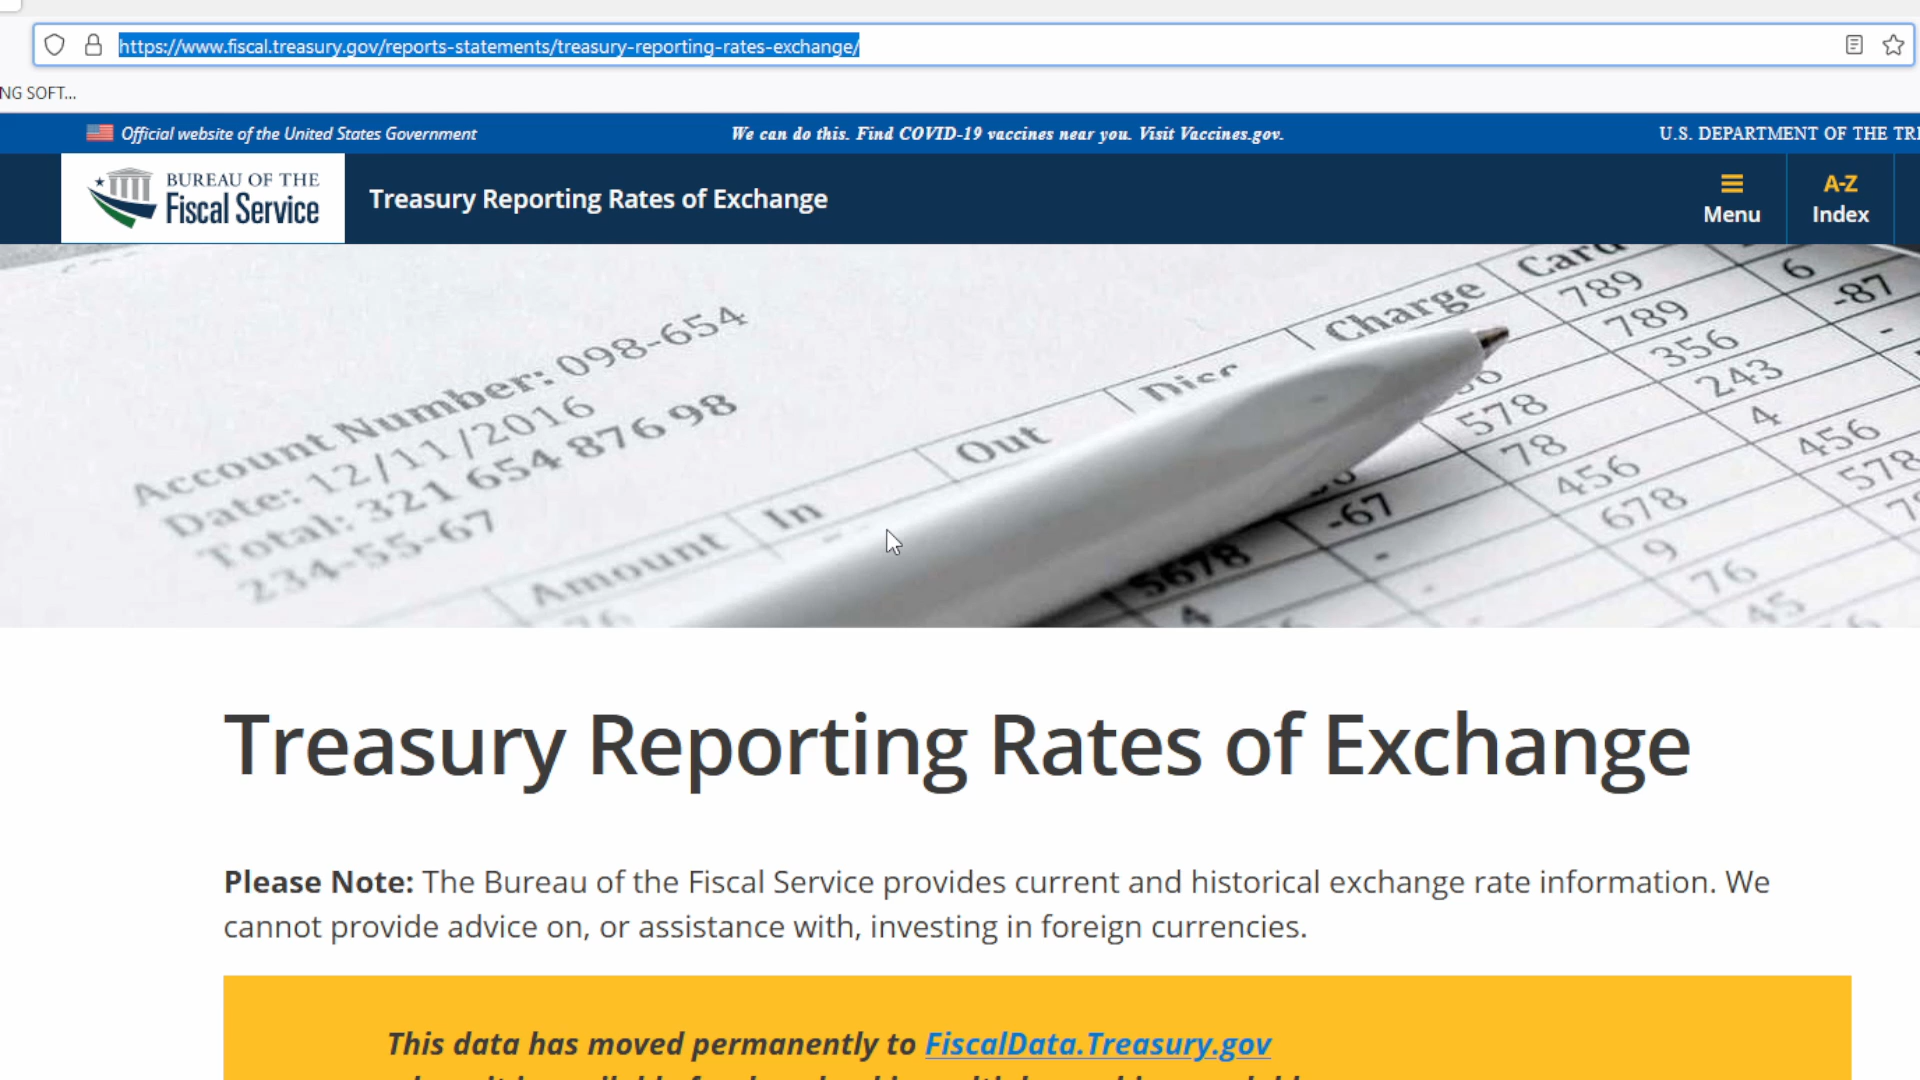 https://www.fiscal.treasury.gov/reports-statements/treasury-reporting-rates-exchange/
NG SOFT...
Official website of the United States Government
We can do this. Find COVID-19 vaccines near you. Visit Vaccines.gov.
U.S. DEPARTMENT OF THE
BUREAU OF THE
Fiscal Service
Treasury Reporting Rates of Exchange
Menu
A-Z
Index
Account Number: 098-654
Date: 12/11/2016
Total: 321 654 876 98
234-55-67
Amount
In
Out
Disc
Charge
Card
789
6
-87
789
356
243
578
4
78
456
456
578
-67
678
9
5678
76
4
45
Treasury Reporting Rates of Exchange
Please Note: The Bureau of the Fiscal Service provides current and historical exchange rate information. We
cannot provide advice on, or assistance with, investing in foreign currencies.
This data has moved permanently to FiscalData.Treasury.gov